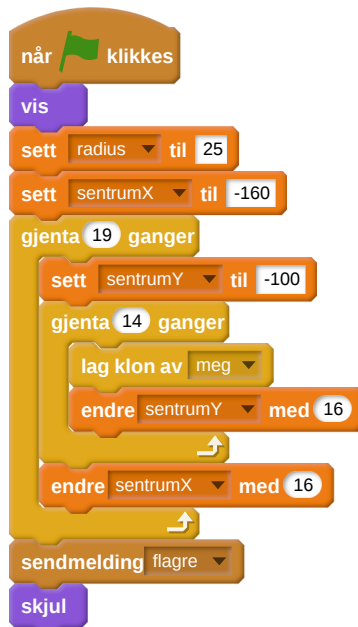 når klikkes
vis
sett radius til 25
sett sentrumX til -160
gjenta 19 ganger
sett sentrumY til -100
gjenta 14 ganger
lag klon av meg
endre sentrumY med 16
endre sentrumX med 16
sendmelding flagre
skjul